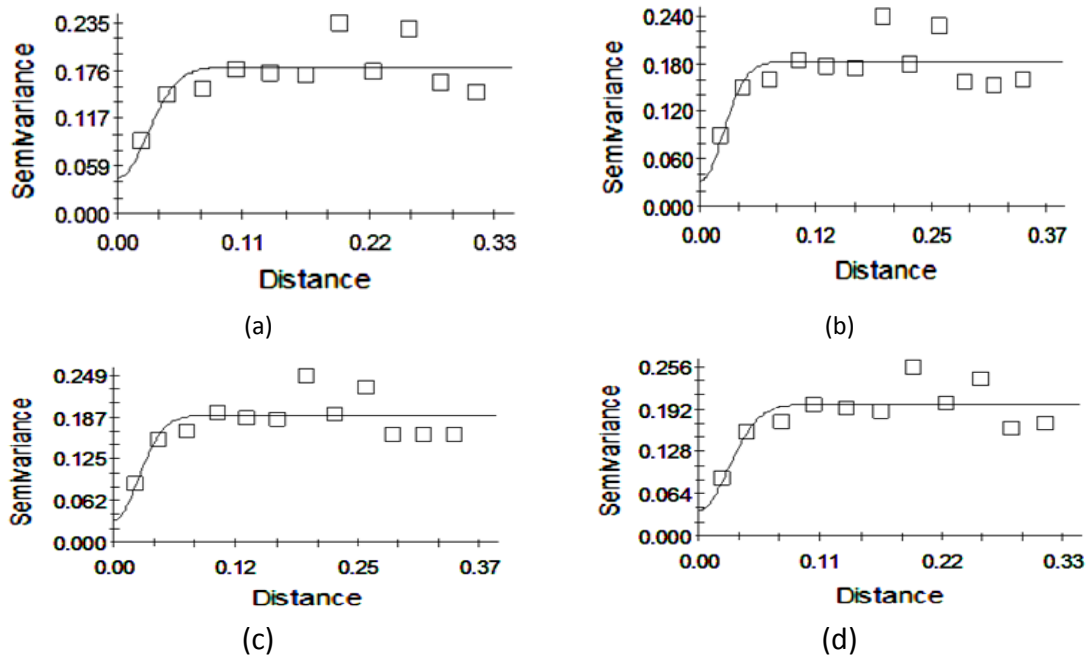 Semivariance
0.235
0.176
0.117
0.059
0.000
0.00 0.11 0.22 0.33
Distance
(a)
Semivariance
0.240
0.180
0.120
0.060
0.000
0.00 0.12 0.25 0.37
Distance
(b)
Semivariance
0.249
0.187
0.125
0.062
0.000
0.00 0.12 0.25 0.37
Distance
(c)
Semivariance
0.256
0.192
0.128
0.064
0.000
0.00 0.11 0.22 0.33
Distance
(d)